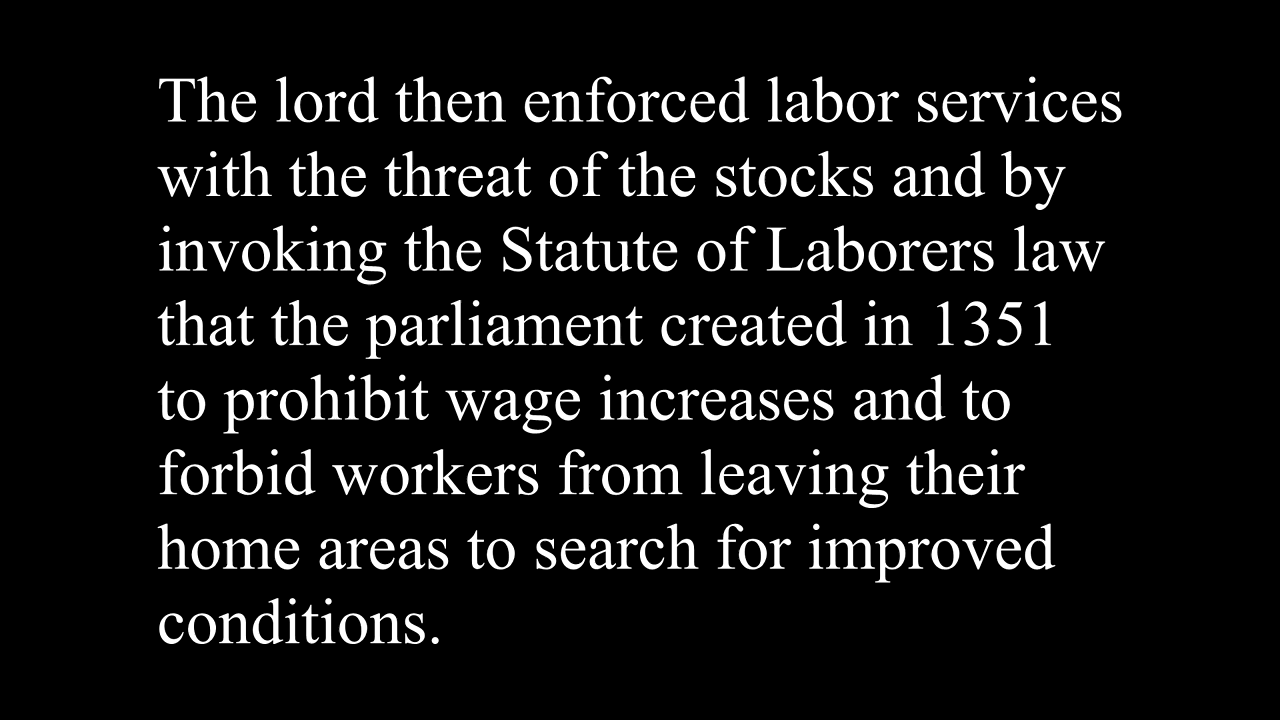 The lord then enforced labor services
with the threat of the stocks and by
invoking the Statute of Laborers law
that the parliament created in 1351
to prohibit wage increases and to
forbid workers from leaving their
home areas to search for improved
conditions.